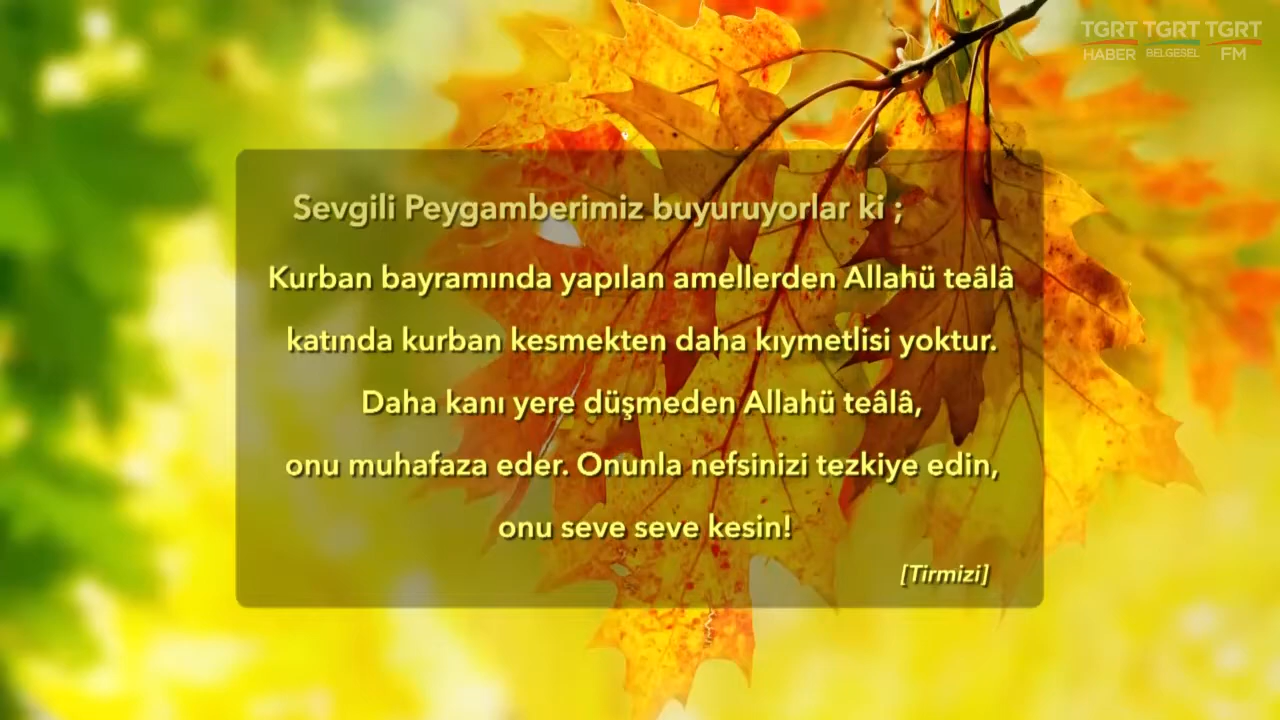 TGRT HABER TGRT BELGESEL TGRT FM
Sevgili Peygamberimiz buyuruyorlar ki ;
Kurban bayramında yapılan amellerden Allahü teâlâ
katında kurban kesmekten daha kıymetlisi yoktur.
Daha kanı yere düşmeden Allahü teâlâ,
onu muhafaza eder. Onunla nefsinizi tezkiye edin,
onu seve seve kesin!
[Tirmizi]